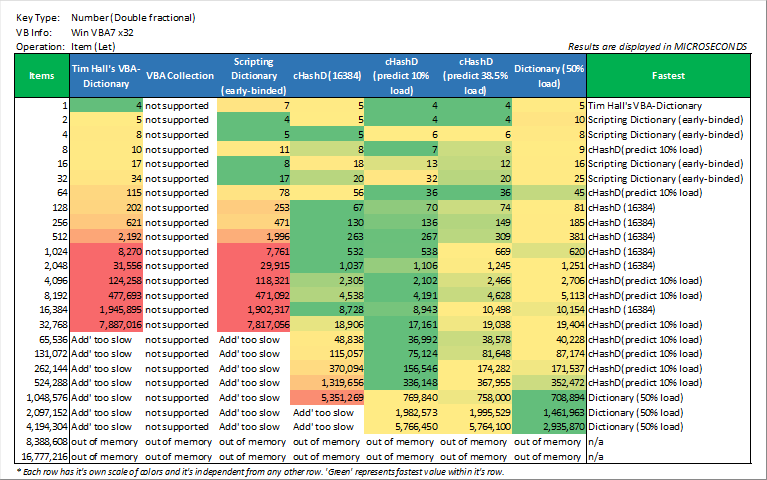 Key Type: Number (Double fractional)
VB Info: Win VBA7 x32
Operation: Item (Let)
Results are displayed in MICROSECONDS
Items Tim Hall's VBA-Dictionary VBA Collection Scripting Dictionary (early-binded) cHashD (16384) cHashD (predict 10% load) cHashD (predict 38.5% load) Dictionary (50% load) Fastest
1 4 not supported 7 5 4 4 5 Tim Hall's VBA-Dictionary
2 5 not supported 4 5 4 4 10 Scripting Dictionary (early-binded)
4 8 not supported 5 5 6 6 8 Scripting Dictionary (early-binded)
8 10 not supported 11 8 7 8 9 cHashD(predict 10% load)
16 17 not supported 8 18 13 12 16 Scripting Dictionary (early-binded)
32 34 not supported 17 20 32 20 25 Scripting Dictionary (early-binded)
64 115 not supported 78 56 36 36 45 cHashD(predict 10% load)
128 202 not supported 253 67 70 74 81 cHashD (16384)
256 621 not supported 471 130 136 149 185 cHashD (16384)
512 2,192 not supported 1,996 263 267 309 381 cHashD (16384)
1,024 8,270 not supported 7,761 532 538 669 620 cHashD (16384)
2,048 31,556 not supported 29,915 1,037 1,106 1,245 1,251 cHashD (16384)
4,096 124,258 not supported 118,321 2,305 2,102 2,466 2,706 cHashD(predict 10% load)
8,192 477,693 not supported 471,092 4,538 4,191 4,628 5,113 cHashD(predict 10% load)
16,384 1,945,895 not supported 1,902,317 8,728 8,943 10,498 10,154 cHashD (16384)
32,768 7,887,016 not supported 7,817,056 18,906 17,161 19,038 19,404 cHashD(predict 10% load)
65,536 Add' too slow not supported Add' too slow 48,838 36,992 38,578 40,228 cHashD(predict 10% load)
131,072 Add' too slow not supported Add' too slow 115,057 75,124 81,648 87,174 cHashD(predict 10% load)
262,144 Add' too slow not supported Add' too slow 370,094 156,546 174,282 171,537 cHashD(predict 10% load)
524,288 Add' too slow not supported Add' too slow 1,319,656 336,148 367,955 352,472 cHashD(predict 10% load)
1,048,576 Add' too slow not supported Add' too slow 5,351,269 769,840 758,000 708,894 Dictionary (50% load)
2,097,152 Add' too slow not supported Add' too slow Add' too slow 1,982,573 1,995,529 1,461,963 Dictionary (50% load)
4,194,304 Add' too slow not supported Add' too slow Add' too slow 5,766,450 5,764,100 2,935,870 Dictionary (50% load)
8,388,608 out of memory out of memory out of memory out of memory out of memory out of memory out of memory n/a
16,777,216 out of memory out of memory out of memory out of memory out of memory out of memory out of memory n/a
* Each row has it's own scale of colors and it's independent from any other row. 'Green' represents fastest value within it's row.